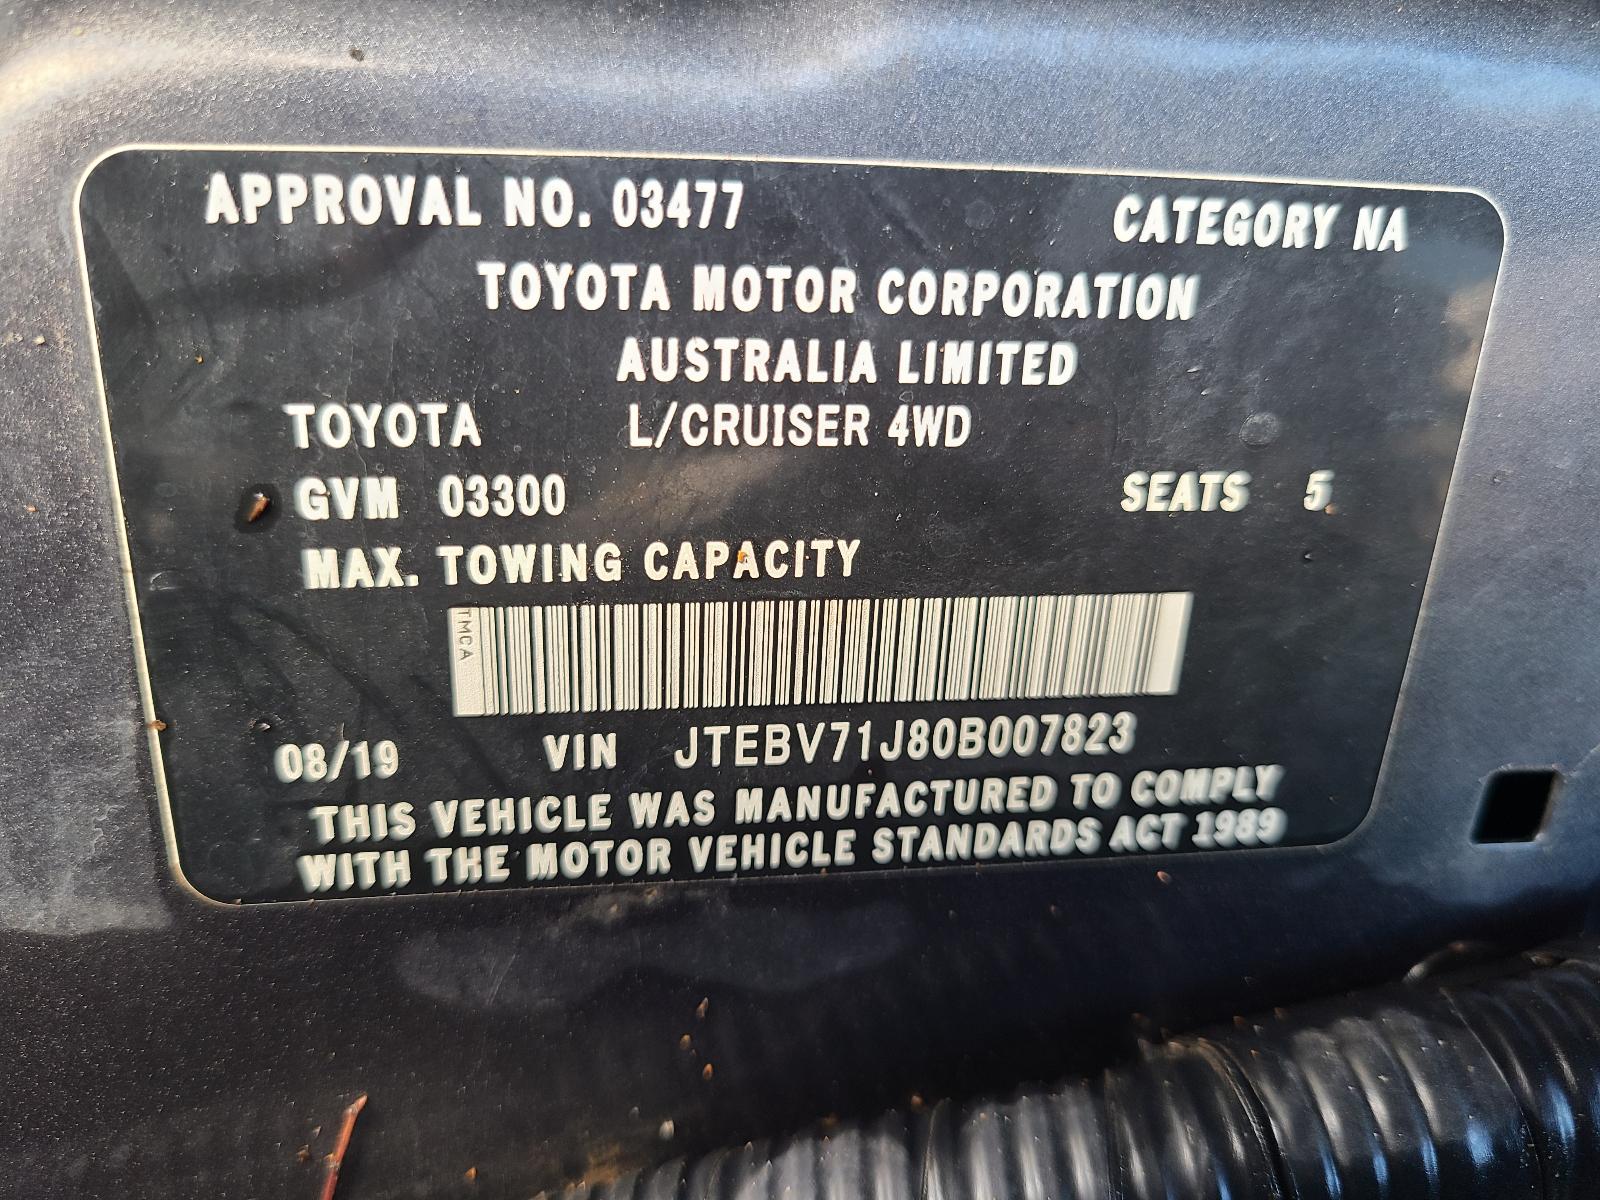 APPROVAL NO. 03477 CATEGORY NA
TOYOTA MOTOR CORPORATION
AUSTRALIA LIMITED
TOYOTA L/CRUISER 4WD
GVM 03300 SEATS 5
MAX. TOWING CAPACITY
TMCA
08/19 VIN JTEBV71J80B007823
THIS VEHICLE WAS MANUFACTURED TO COMPLY
WITH THE MOTOR VEHICLE STANDARDS ACT 1989